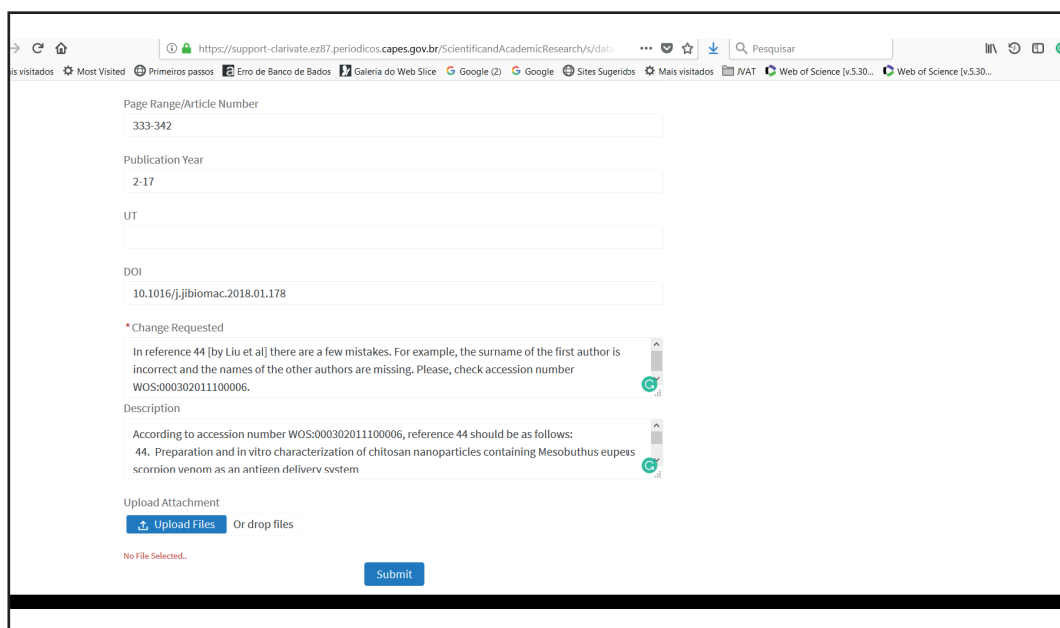 https://support-clarivate.ez87.periodicos.capes.gov.br/ScientificandAcademicResearch/s/data
Pesquisar
is visitados Most Visited Primeiros passos Erro de Banco de Bados Galeria do Web Slice Google (2) Google Sites Sugeridos Mais visitados JVAT Web of Science [v.5.30... Web of Science [v.5.30...
Page Range/Article Number
333-342
Publication Year
2-17
UT
DOI
10.1016/j.jibiomac.2018.01.178
*Change Requested
In reference 44 [by Liu et al] there are a few mistakes. For example, the surname of the first author is
incorrect and the names of the other authors are missing. Please, check accession number
WOS:000302011100006.
Description
According to accession number WOS:000302011100006, reference 44 should be as follows:
44. Preparation and in vitro characterization of chitosan nanoparticles containing Mesobuthus eupeus
scorpion venom as an antigen delivery system
Upload Attachment
Upload Files Or drop files
No File Selected..
Submit